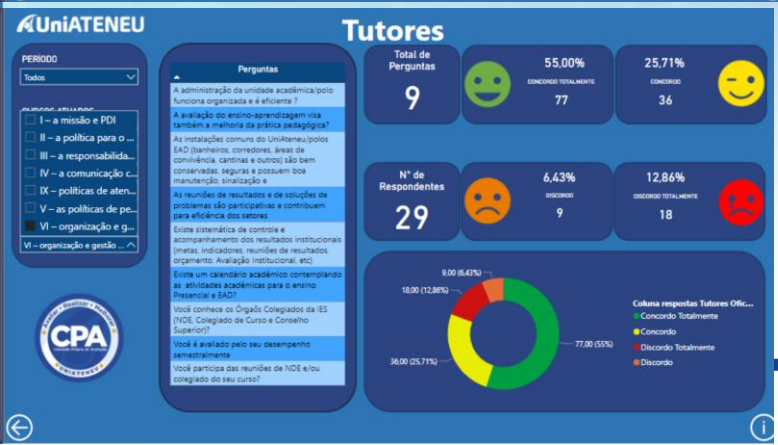 UniATENEU
Tutores
PERÍODO
Todos
CURSOS ATUADOS
I – a missão e PDI
II – a política para o ...
III – a responsabilida...
IV – a comunicação c...
IX – políticas de aten...
V – as políticas de pe...
VI – organização e g...
VI – organização e gestão ...
CPA
UNIATENEU
Perguntas
A administração da unidade acadêmica/polo
funciona organizada e é eficiente ?
A avaliação do ensino-aprendizagem visa
também a melhoria da prática pedagógica?
As instalações comuns do UniAteneu/polos
EAD (banheiros, corredores, áreas de
convivência, cantinas e outros) são bem
conservadas, seguras e possuem boa
manutenção, sinalização e
As reuniões de resultados e de soluções de
problemas são participativas e contribuem
para eficiência dos setores
Existe sistemática de controle e
acompanhamento dos resultados institucionais
(metas, indicadores, reuniões de resultados,
orçamento, Avaliação Institucional, etc)
Existe um calendário acadêmico contemplando
as atividades acadêmicas para o ensino
Presencial e EAD?
Você conhece os Órgãos Colegiados da IES
(NDE, Colegiado de Curso e Conselho
Superior)?
Você é avaliado pelo seu desempenho
semestralmente
Você participa das reuniões de NDE e/ou
colegiado do seu curso?
Total de
Perguntas
9
55,00%
CONCORDO TOTALMENTE
77
25,71%
CONCORDO
36
N° de
Respondentes
29
6,43%
DISCORDO
9
12,86%
DISCORDO TOTALMENTE
18
9,00 (6,43%)
18,00 (12,86%)
36,00 (25,71%)
77,00 (55%)
Coluna respostas Tutores Ofic...
Concordo Totalmente
Concordo
Discordo Totalmente
Discordo